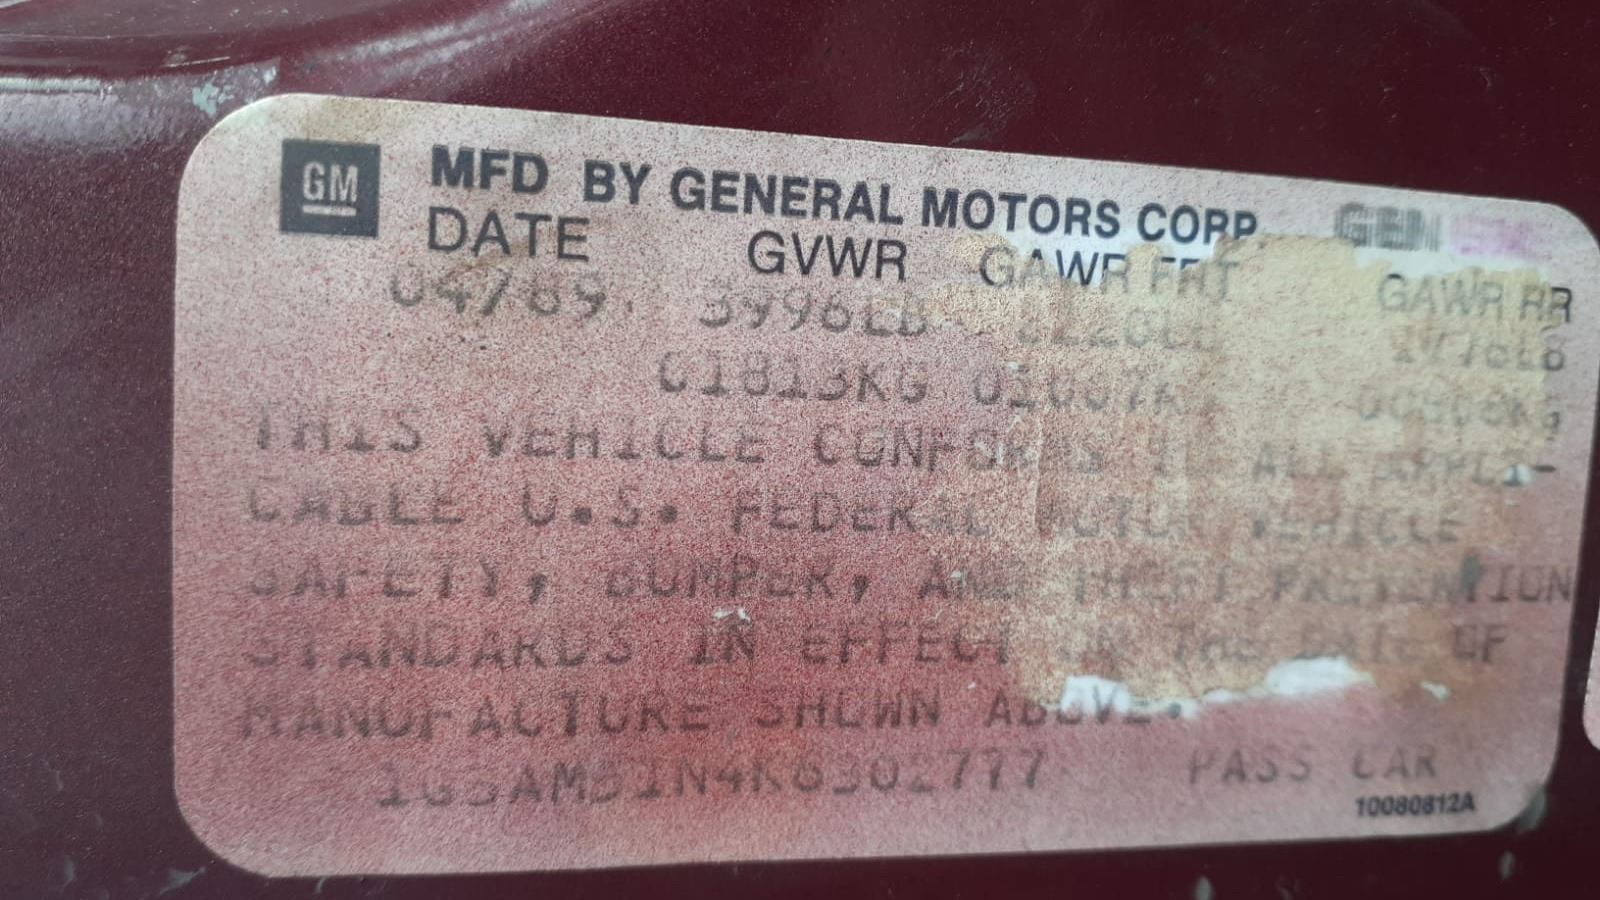 GM MFD BY GENERAL MOTORS CORP. GEN
DATE GVWR GAWR FRT GAWR RR
04/89 3996LB
01813KG
THIS VEHICLE CONFORMS ALL APPLI-
CABLE U.S. FEDERAL MOTOR VEHICLE
SAFETY, BUMPER, AND THEFT PREVENTION
STANDARDS IN EFFECT ON THE DATE OF
MANUFACTURE SHOWN ABOVE.
PASS CAR
10080812A